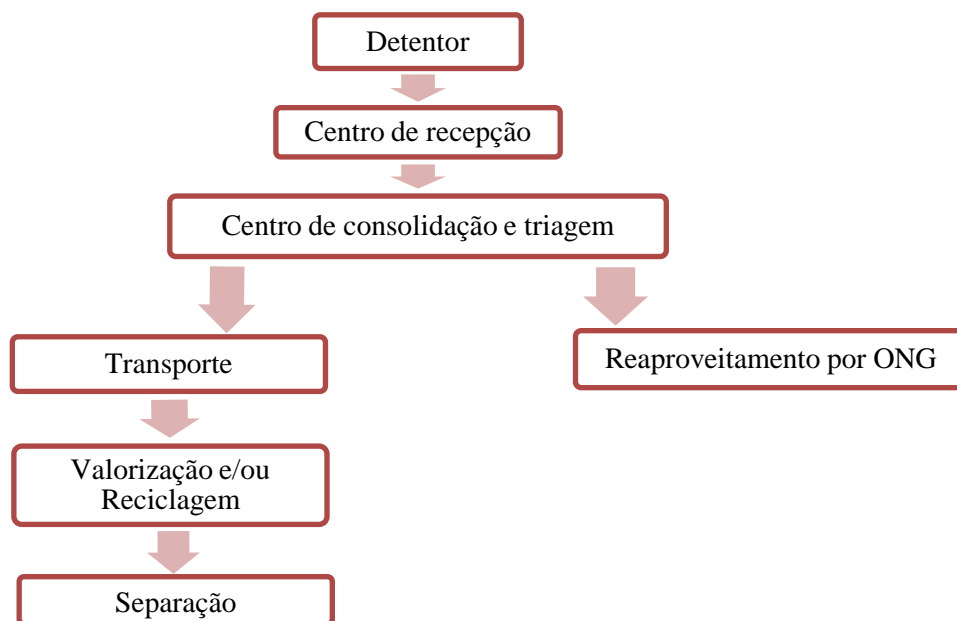 Detentor
Centro de recepção
Centro de consolidação e triagem
Transporte
Reaproveitamento por ONG
Valorização e/ou
Reciclagem
Separação